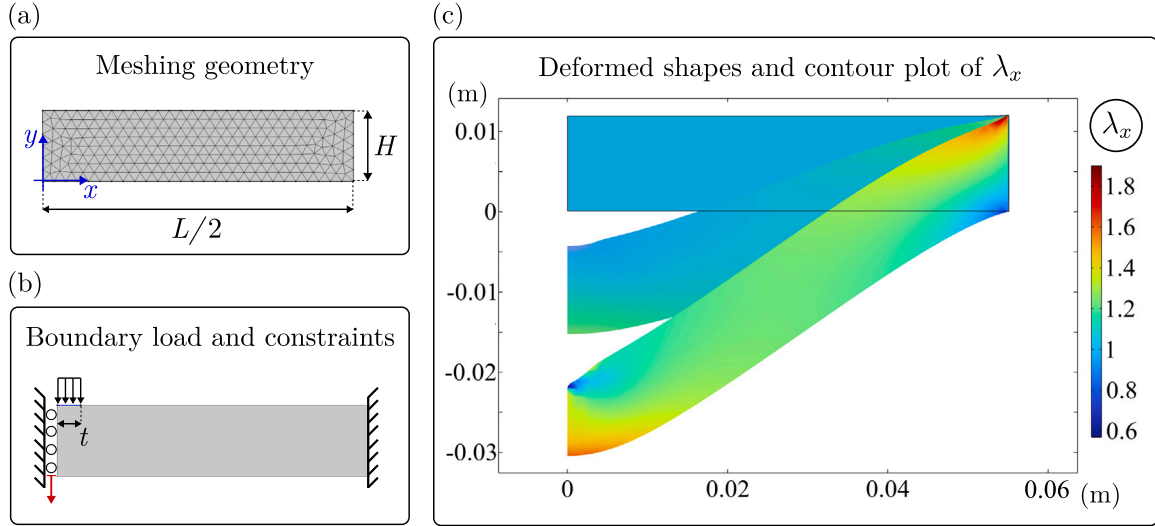 (a)
Meshing geometry
y
x
H
L/2
(b)
Boundary load and constraints
t
(c)
Deformed shapes and contour plot of λₓ
(m)
0.01
0
-0.01
-0.02
-0.03
0 0.02 0.04 0.06
(m)
λₓ
1.8
1.6
1.4
1.2
1
0.8
0.6